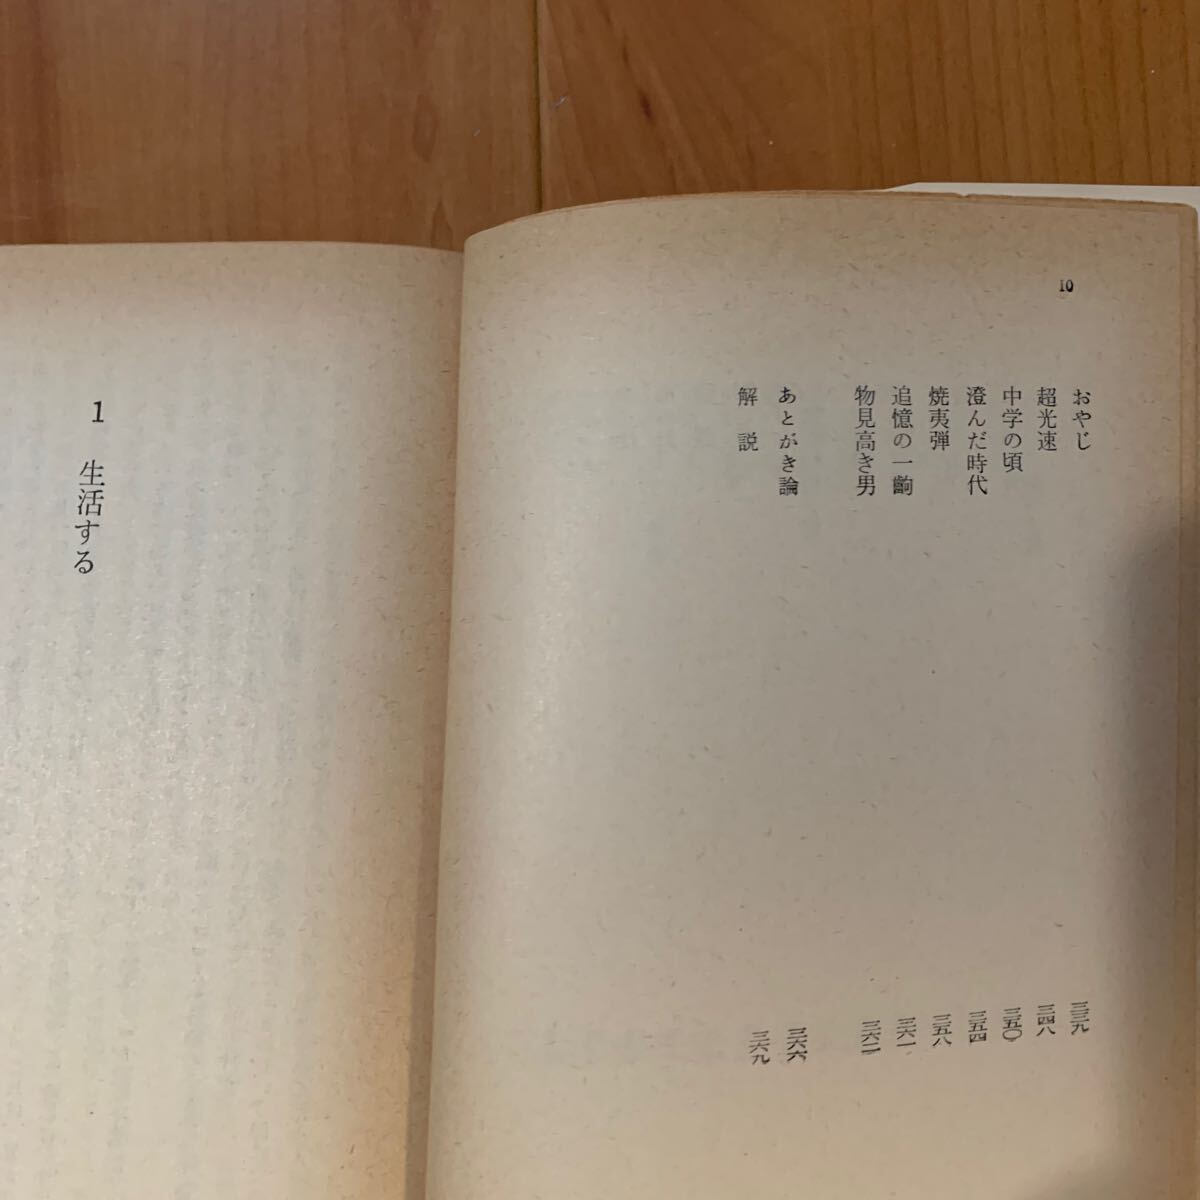 10
おやじ 三三九
超光速 三四八
中学の頃 三五〇
澄んだ時代 三五四
焼夷弾 三五八
追憶の一齣 三六一
物見高き男 三六二
あとがき論 三六六
解説 三六九
1 生活する